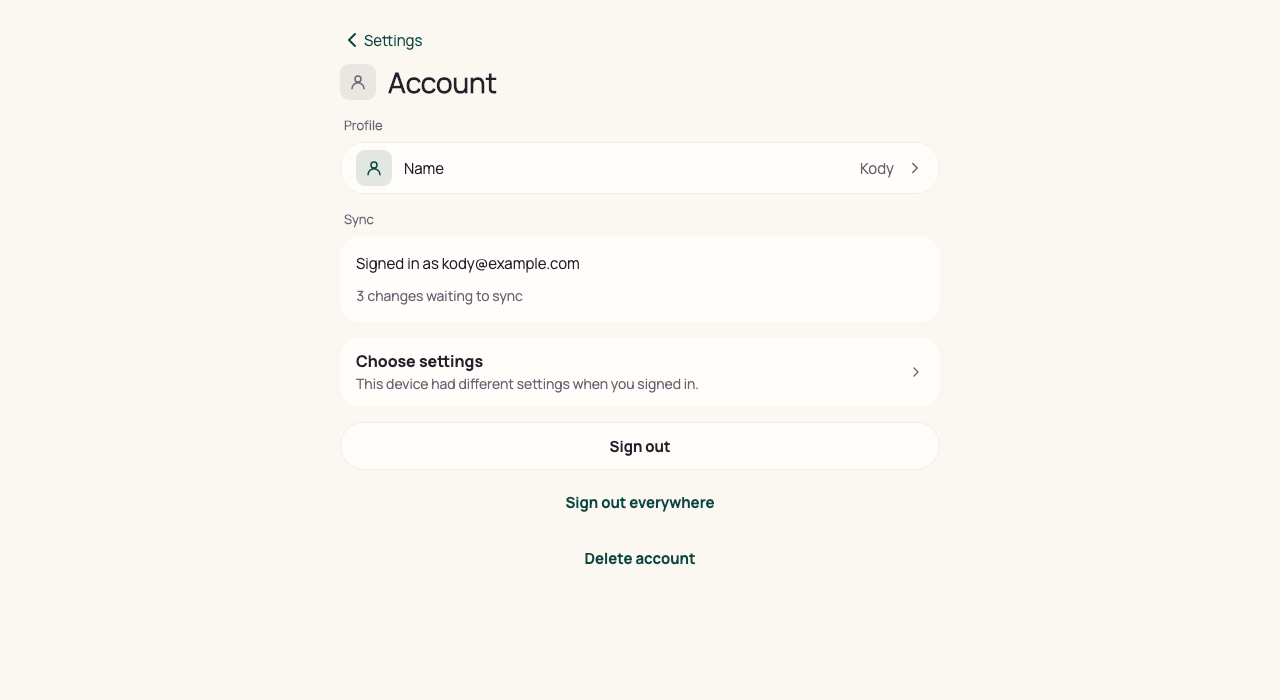 Settings
Account
Profile
Name Kody
Sync
Signed in as kody@example.com
3 changes waiting to sync
Choose settings
This device had different settings when you signed in.
Sign out
Sign out everywhere
Delete account